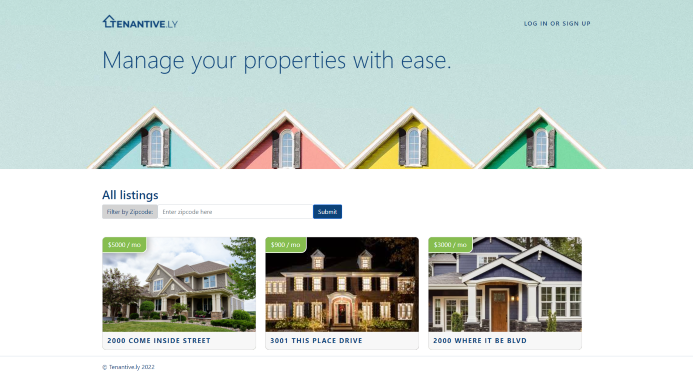 TENANTIVE.LY
LOG IN OR SIGN UP
Manage your properties with ease.
All listings
Filter by Zipcode: Enter zipcode here Submit
$5000 / mo $900 / mo $3000 / mo
2000 COME INSIDE STREET 3001 THIS PLACE DRIVE 2000 WHERE IT BE BLVD
© Tenantive.ly 2022